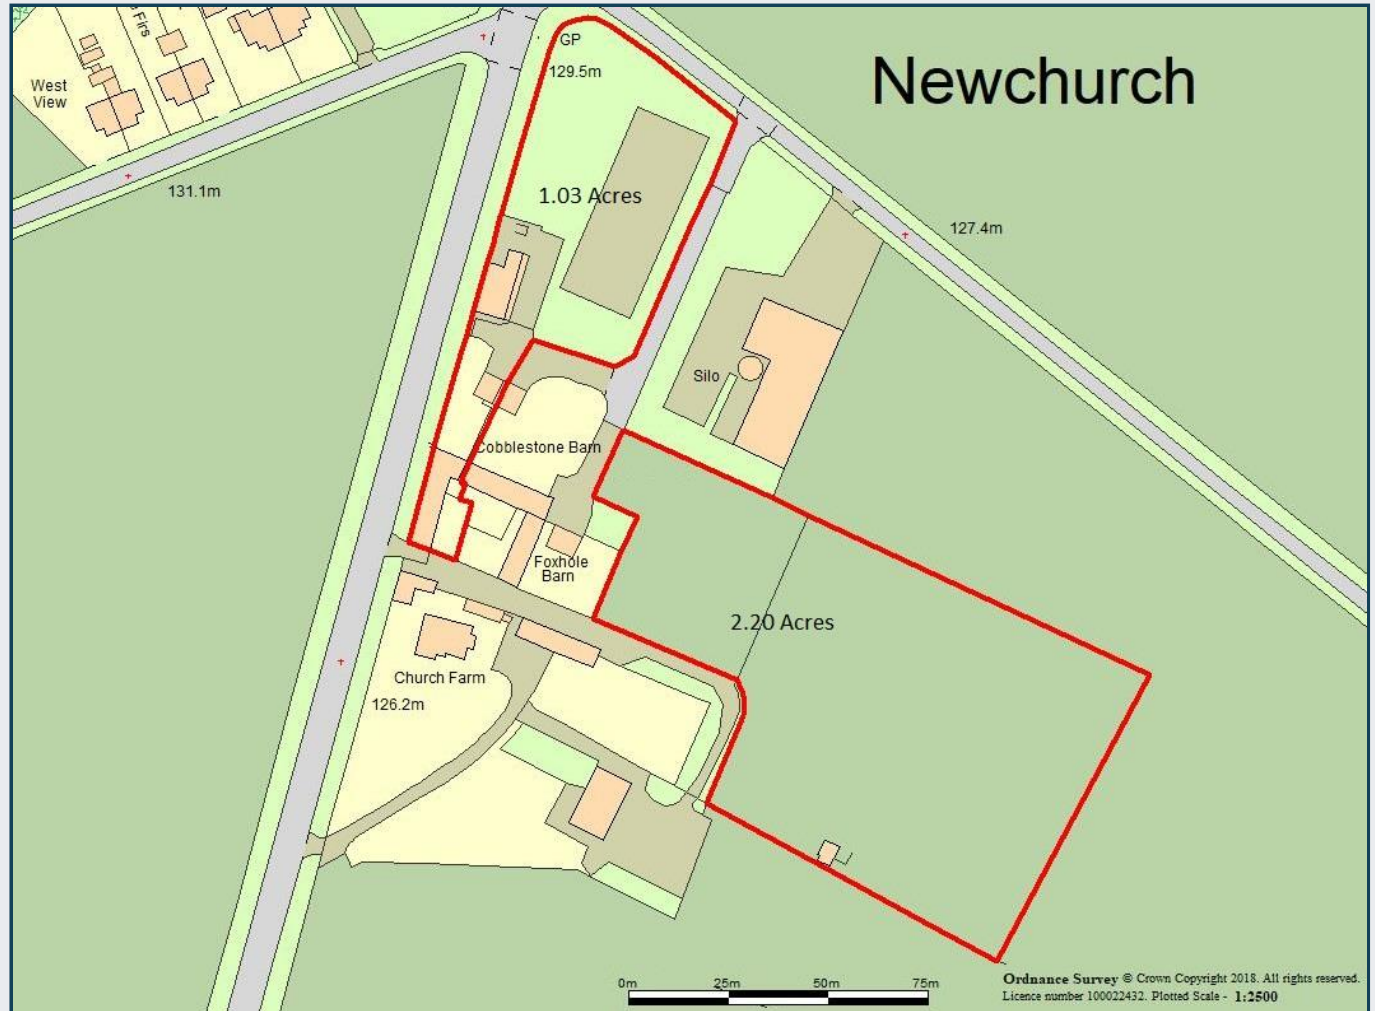 Newchurch
Firs
GP
129.5m
West
View
131.1m
1.03 Acres
127.4m
Silo
Cobblestone Barn
Foxhole
Barn
2.20 Acres
Church Farm
126.2m
0m 25m 50m 75m
Ordnance Survey © Crown Copyright 2018. All rights reserved.
Licence number 100022432. Plotted Scale - 1:2500